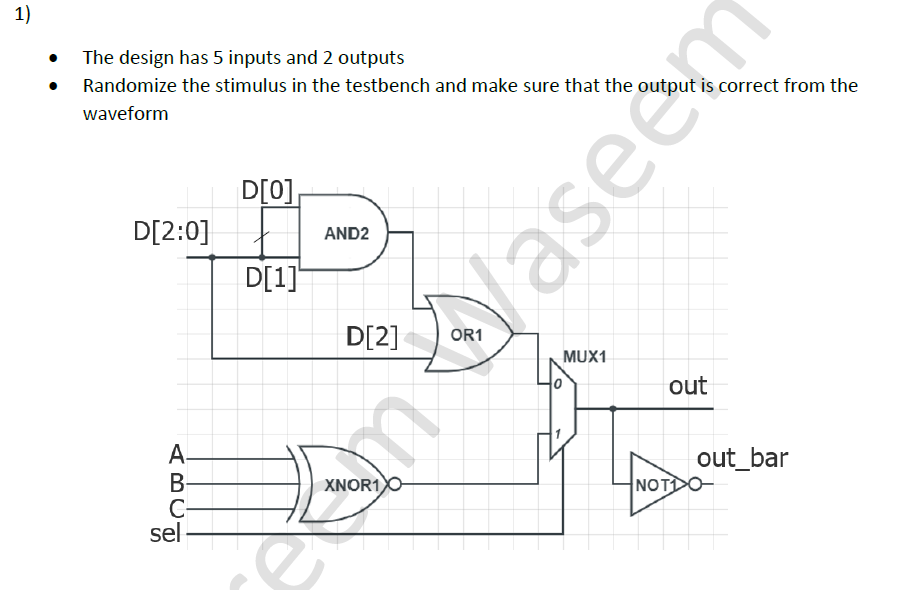 1)
• The design has 5 inputs and 2 outputs
• Randomize the stimulus in the testbench and make sure that the output is correct from the
waveform
D[0]
D[2:0]
AND2
D[1]
D[2]
OR1
MUX1
0
out
1
A
out_bar
B
XNOR1
NOT1
C
sel
Waseem
eem